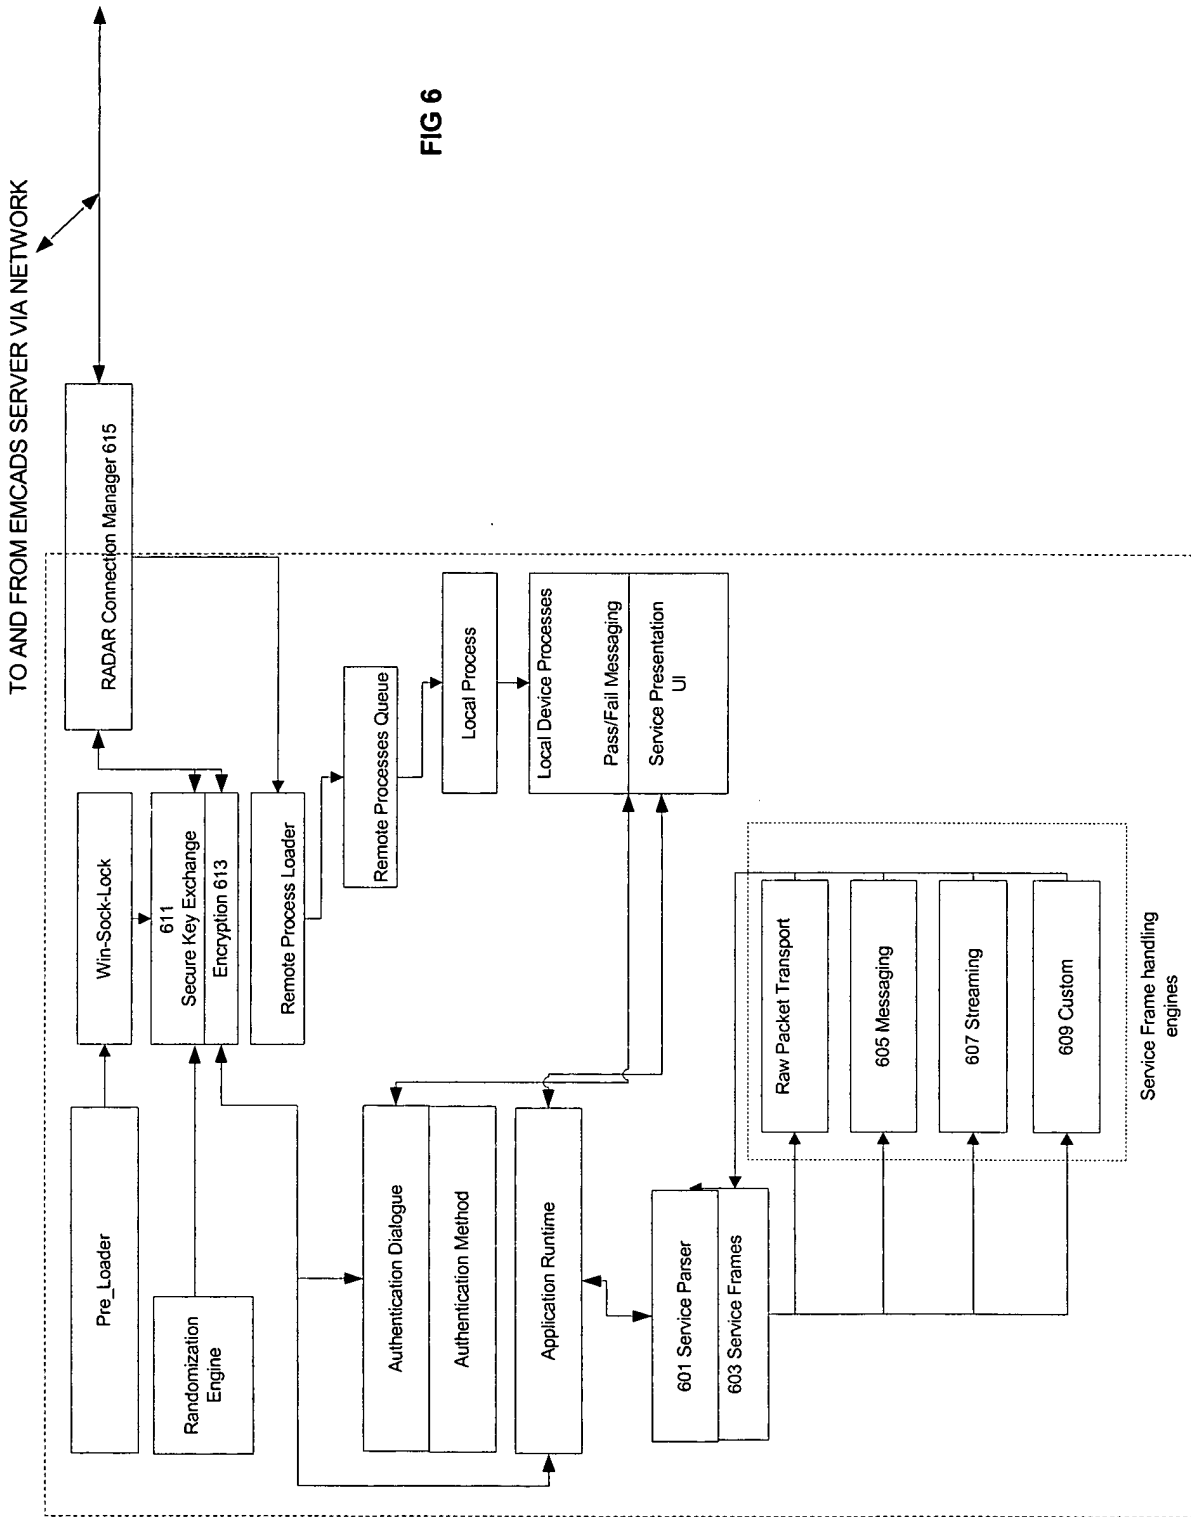 TO AND FROM EMCADS SERVER VIA NETWORK
Pre_Loader
Win-Sock-Lock
RADAR Connection Manager 615
Randomization
Engine
611
Secure Key Exchange
Encryption 613
Remote Process Loader
Remote Processes Queue
Local Process
Authentication Dialogue
Authentication Method
Application Runtime
Local Device Processes
Pass/Fail Messaging
Service Presentation
UI
601 Service Parser
603 Service Frames
Raw Packet Transport
605 Messaging
607 Streaming
609 Custom
Service Frame handling
engines
FIG 6